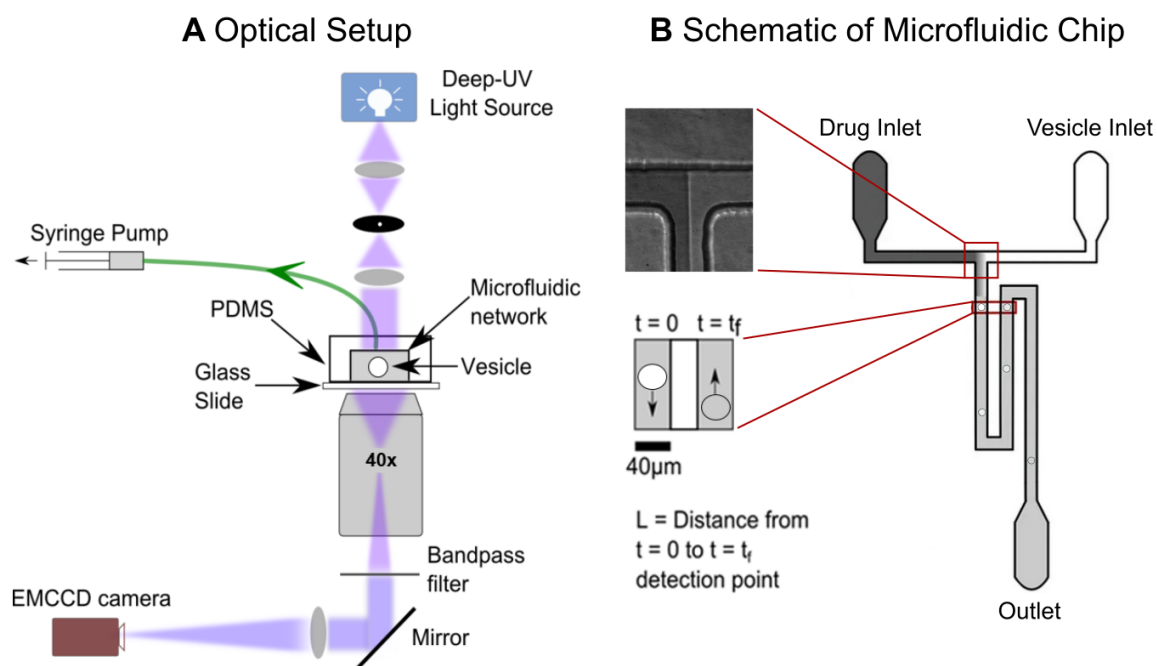 A Optical Setup
Deep-UV
Light Source
Syringe Pump
PDMS
Microfluidic
network
Vesicle
Glass
Slide
40x
Bandpass
filter
EMCCD camera
Mirror
B Schematic of Microfluidic Chip
Drug Inlet
Vesicle Inlet
t = 0 t = tf
40μm
L = Distance from
t = 0 to t = tf
detection point
Outlet